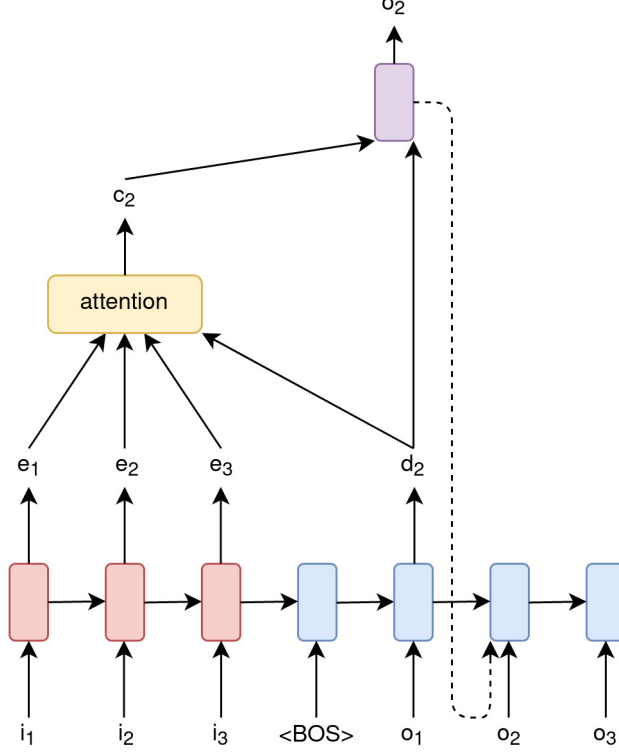 o₂
c₂
attention
e₁ e₂ e₃ d₂
i₁ i₂ i₃ <BOS> o₁ o₂ o₃